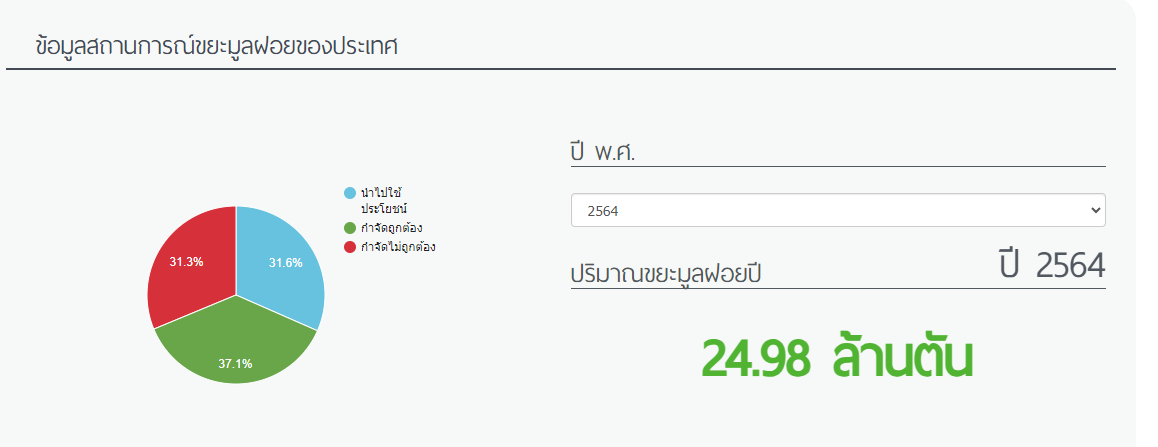 ข้อมูลสถานการณ์ขยะมูลฝอยของประเทศ
นำไปใช้
ประโยชน์
กำจัดถูกต้อง
กำจัดไม่ถูกต้อง
31.3%
31.6%
37.1%
ปี พ.ศ.
2564
ปริมาณขยะมูลฝอยปี
ปี 2564
24.98 ล้านตัน